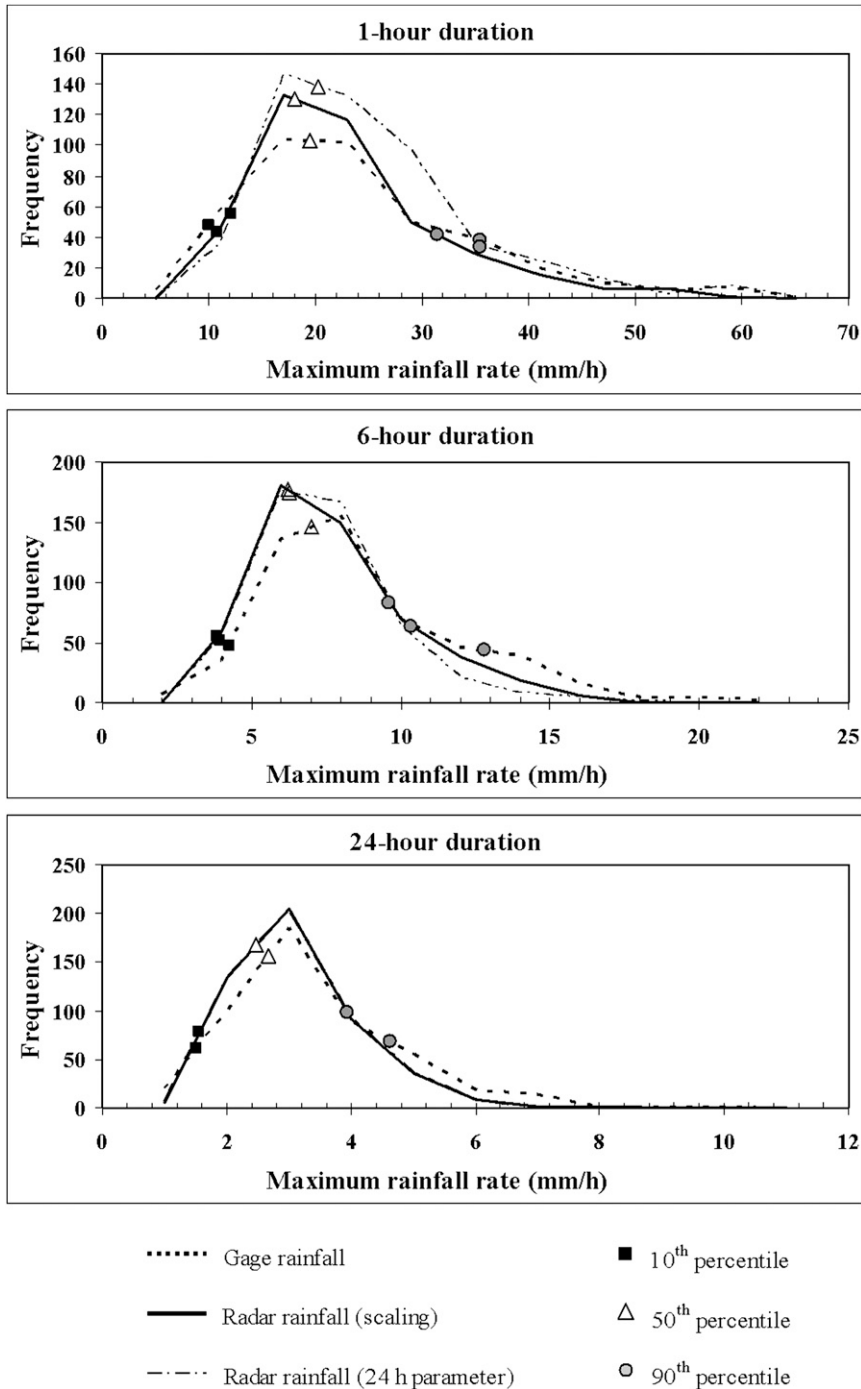 1-hour duration
160
140
120
100
80
60
40
20
0
Frequency
0 10 20 30 40 50 60 70
Maximum rainfall rate (mm/h)
6-hour duration
200
150
100
50
0
Frequency
0 5 10 15 20 25
Maximum rainfall rate (mm/h)
24-hour duration
250
200
150
100
50
0
Frequency
0 2 4 6 8 10 12
Maximum rainfall rate (mm/h)
Gage rainfall
10th percentile
Radar rainfall (scaling)
50th percentile
Radar rainfall (24 h parameter)
90th percentile